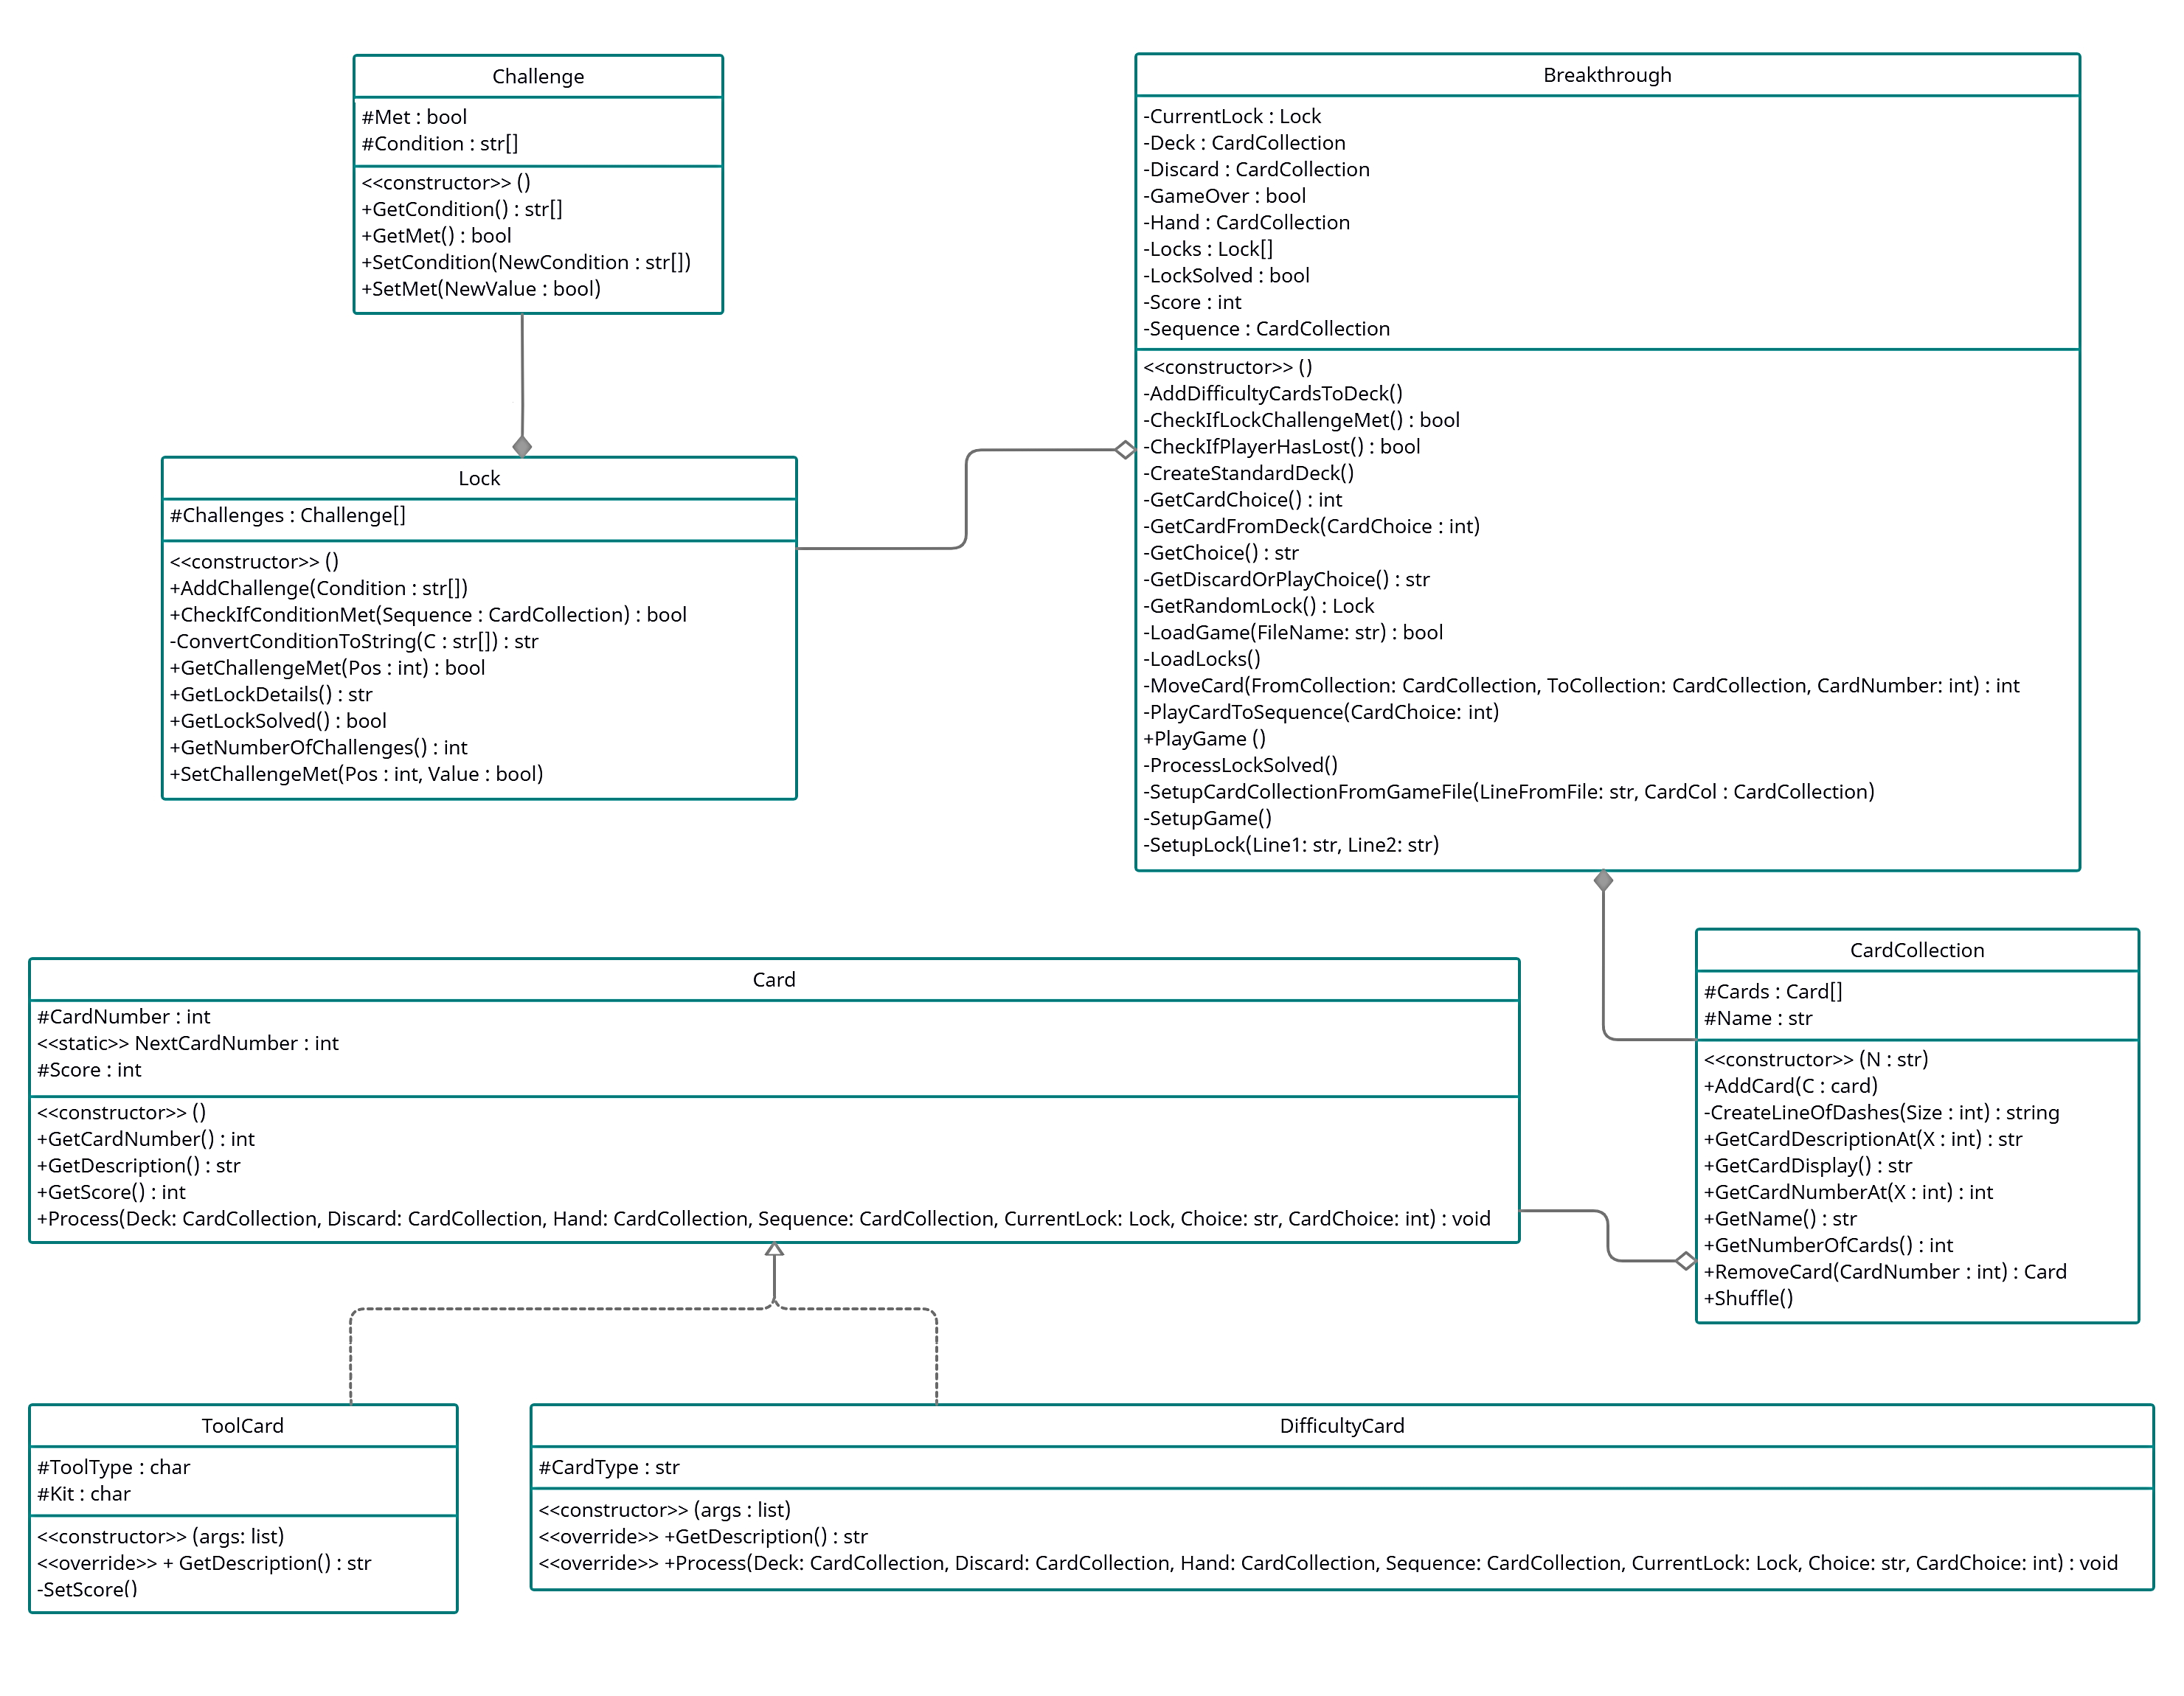 Challenge
#Met : bool
#Condition : str[]
<<constructor>> ()
+GetCondition() : str[]
+GetMet() : bool
+SetCondition(NewCondition : str[])
+SetMet(NewValue : bool)
Breakthrough
-CurrentLock : Lock
-Deck : CardCollection
-Discard : CardCollection
-GameOver : bool
-Hand : CardCollection
-Locks : Lock[]
-LockSolved : bool
-Score : int
-Sequence : CardCollection
<<constructor>> ()
-AddDifficultyCardsToDeck()
-CheckIfLockChallengeMet() : bool
-CheckIfPlayerHasLost() : bool
-CreateStandardDeck()
-GetCardChoice() : int
-GetCardFromDeck(CardChoice : int)
-GetChoice() : str
-GetDiscardOrPlayChoice() : str
-GetRandomLock() : Lock
-LoadGame(FileName: str) : bool
-LoadLocks()
-MoveCard(FromCollection: CardCollection, ToCollection: CardCollection, CardNumber: int) : int
-PlayCardToSequence(CardChoice: int)
+PlayGame ()
-ProcessLockSolved()
-SetupCardCollectionFromGameFile(LineFromFile: str, CardCol : CardCollection)
-SetupGame()
-SetupLock(Line1: str, Line2: str)
Lock
#Challenges : Challenge[]
<<constructor>> ()
+AddChallenge(Condition : str[])
+CheckIfConditionMet(Sequence : CardCollection) : bool
-ConvertConditionToString(C : str[]) : str
+GetChallengeMet(Pos : int) : bool
+GetLockDetails() : str
+GetLockSolved() : bool
+GetNumberOfChallenges() : int
+SetChallengeMet(Pos : int, Value : bool)
Card
#CardNumber : int
<<static>> NextCardNumber : int
#Score : int
<<constructor>> ()
+GetCardNumber() : int
+GetDescription() : str
+GetScore() : int
+Process(Deck: CardCollection, Discard: CardCollection, Hand: CardCollection, Sequence: CardCollection, CurrentLock: Lock, Choice: str, CardChoice: int) : void
CardCollection
#Cards : Card[]
#Name : str
<<constructor>> (N : str)
+AddCard(C : card)
-CreateLineOfDashes(Size : int) : string
+GetCardDescriptionAt(X : int) : str
+GetCardDisplay() : str
+GetCardNumberAt(X : int) : int
+GetName() : str
+GetNumberOfCards() : int
+RemoveCard(CardNumber : int) : Card
+Shuffle()
ToolCard
#ToolType : char
#Kit : char
<<constructor>> (args: list)
<<override>> + GetDescription() : str
-SetScore()
DifficultyCard
#CardType : str
<<constructor>> (args : list)
<<override>> +GetDescription() : str
<<override>> +Process(Deck: CardCollection, Discard: CardCollection, Hand: CardCollection, Sequence: CardCollection, CurrentLock: Lock, Choice: str, CardChoice: int) : void